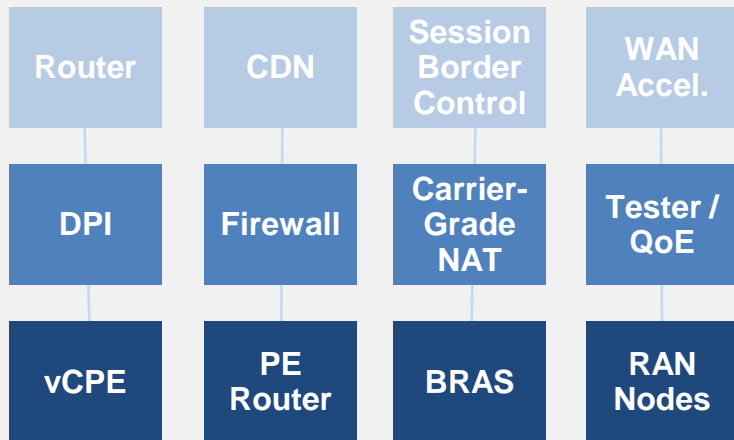 Router
CDN
Session
Border
Control
WAN
Accel.
DPI
Firewall
Carrier-
Grade
NAT
Tester /
QoE
vCPE
PE
Router
BRAS
RAN
Nodes